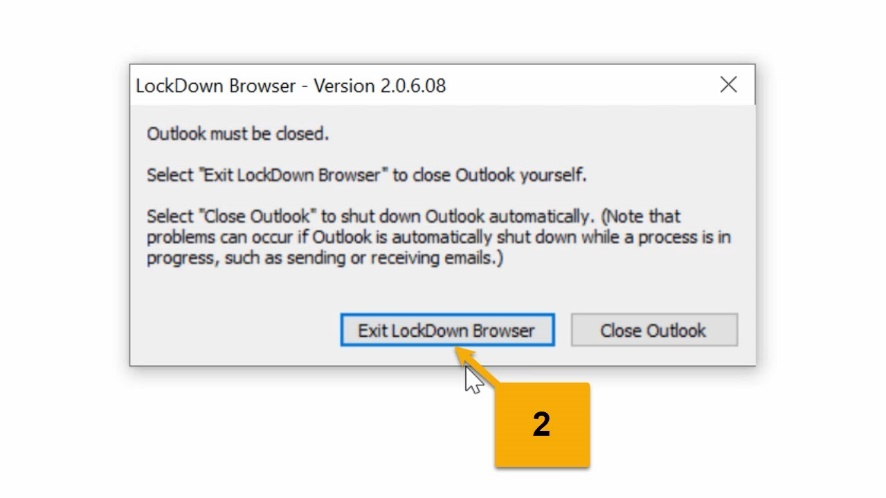 LockDown Browser - Version 2.0.6.08
Outlook must be closed.
Select "Exit LockDown Browser" to close Outlook yourself.
Select "Close Outlook" to shut down Outlook automatically. (Note that
problems can occur if Outlook is automatically shut down while a process is in
progress, such as sending or receiving emails.)
Exit LockDown Browser
Close Outlook
2